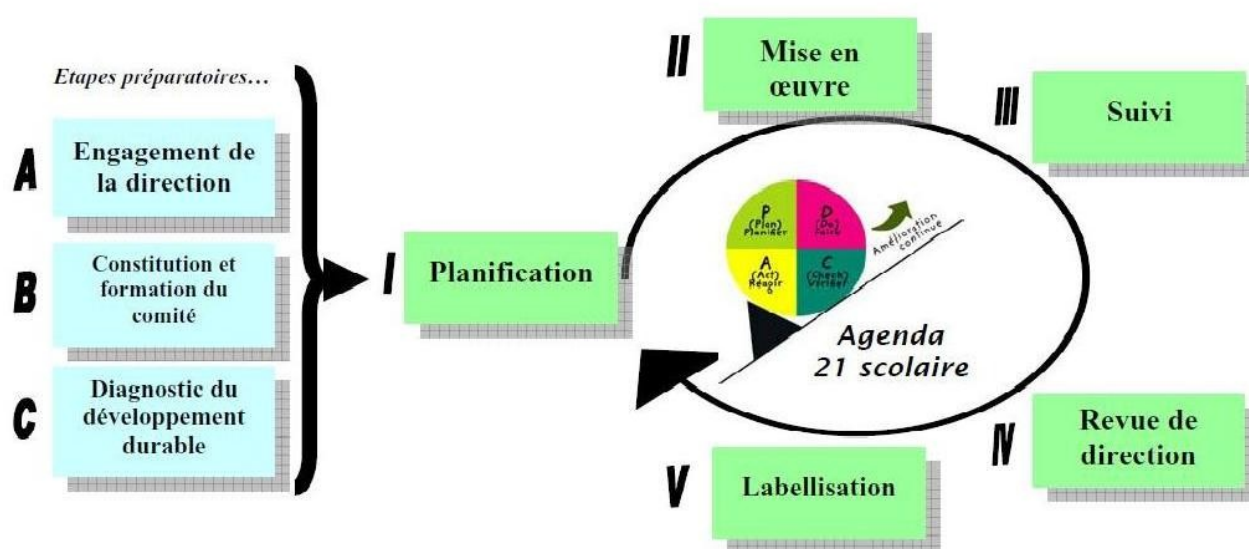 Etapes préparatoires…
A
Engagement de
la direction
B
Constitution et
formation du
comité
C
Diagnostic du
développement
durable
I
Planification
II
Mise en
œuvre
III
Suivi
IV
Revue de
direction
V
Labellisation
P
(Plan)
Planifier
D
(Do)
Faire
A
(Act)
Réagir
C
(Check)
Vérifier
Amélioration
continue
Agenda
21 scolaire